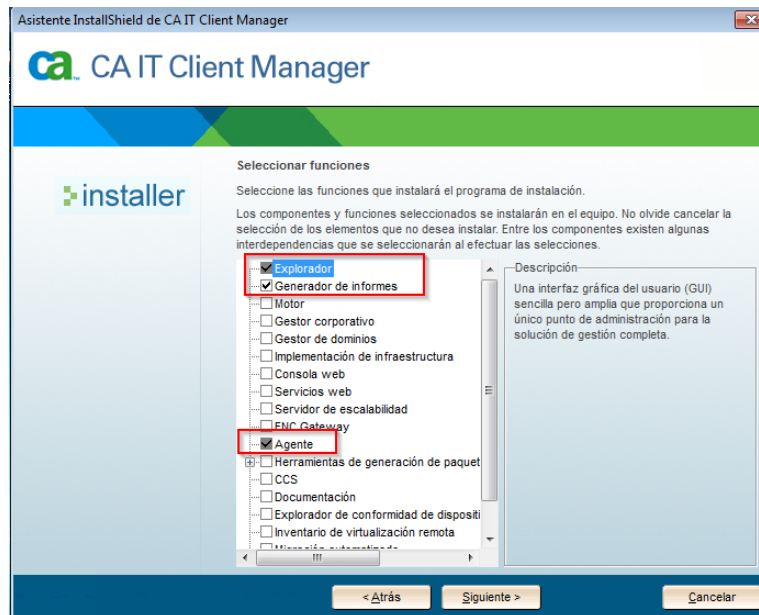 Asistente InstallShield de CA IT Client Manager
ca™ CA IT Client Manager
installer
Seleccionar funciones
Seleccione las funciones que instalará el programa de instalación.
Los componentes y funciones seleccionados se instalarán en el equipo. No olvide cancelar la
selección de los elementos que no desea instalar. Entre los componentes existen algunas
interdependencias que se seleccionarán al efectuar las selecciones.
Explorador
Generador de informes
Motor
Gestor corporativo
Gestor de dominios
Implementación de infraestructura
Consola web
Servicios web
Servidor de escalabilidad
ENC Gateway
Agente
Herramientas de generación de paquet
CCS
Documentación
Explorador de conformidad de dispositi
Inventario de virtualización remota
Migración automatizada
Descripción
Una interfaz gráfica del usuario (GUI)
sencilla pero amplia que proporciona un
único punto de administración para la
solución de gestión completa.
< Atrás
Siguiente >
Cancelar